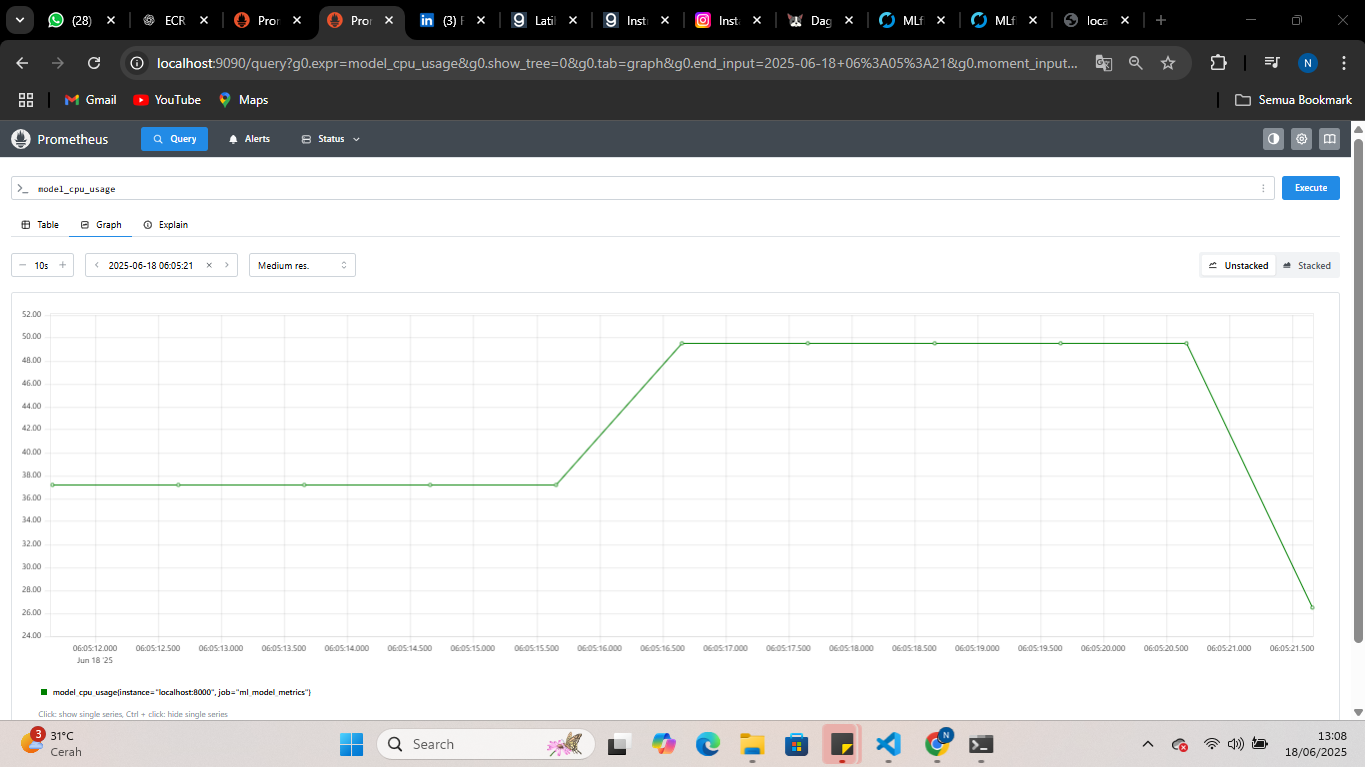 (28)
ECR
Pro
Pro
(3) F
Latil
Inst
Insta
Dag
MLf
MLf
loca
localhost:9090/query?g0.expr=model_cpu_usage&g0.show_tree=0&g0.tab=graph&g0.end_input=2025-06-18+06%3A05%3A21&g0.moment_input...
N
Gmail
YouTube
Maps
Semua Bookmark
Prometheus
Query
Alerts
Status
>_ model_cpu_usage
Execute
Table
Graph
Explain
− 10s +
< 2025-06-18 06:05:21 × >
Medium res.
Unstacked
Stacked
52.00
50.00
48.00
46.00
44.00
42.00
40.00
38.00
36.00
34.00
32.00
30.00
28.00
26.00
24.00
06:05:12.000 06:05:12.500 06:05:13.000 06:05:13.500 06:05:14.000 06:05:14.500 06:05:15.000 06:05:15.500 06:05:16.000 06:05:16.500 06:05:17.000 06:05:17.500 06:05:18.000 06:05:18.500 06:05:19.000 06:05:19.500 06:05:20.000 06:05:20.500 06:05:21.000 06:05:21.500
Jun 18 '25
model_cpu_usage{instance="localhost:8000", job="ml_model_metrics"}
Click: show single series, Ctrl + click: hide single series
3
31°C
Cerah
Search
N
13:08
18/06/2025